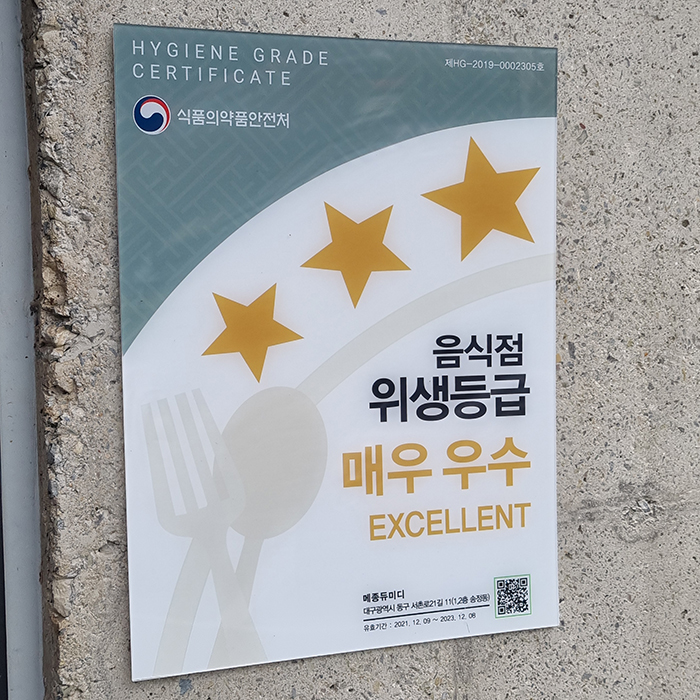 HYGIENE GRADE
CERTIFICATE
제HG-2019-0002305호
식품의약품안전처
음식점
위생등급
매우 우수
EXCELLENT
메종듀미디
대구광역시 동구 서촌로21길 11(1,2층 송정동)
유효기간 : 2021. 12. 09 ~ 2023. 12. 08